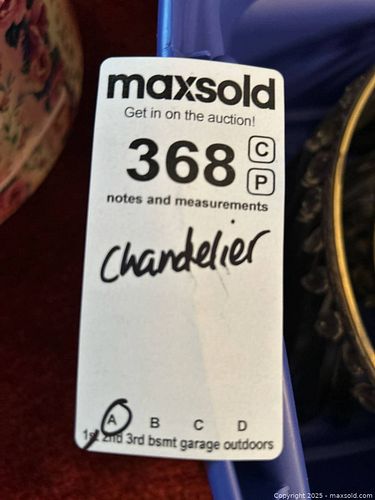 maxsold
Get in on the auction!
368 C
P
notes and measurements
Chandelier
A B C D
1st 2nd 3rd bsmt garage outdoors
Copyright 2025 - maxsold.com